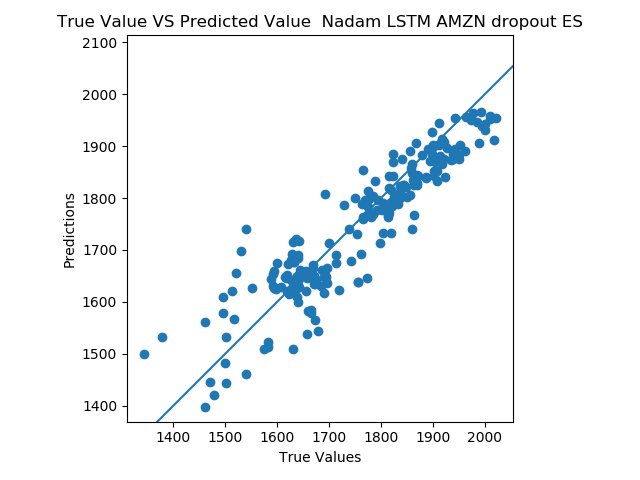 True Value VS Predicted Value  Nadam LSTM AMZN dropout ES
2100
2000
1900
1800
1700
1600
1500
1400
Predictions
1400 1500 1600 1700 1800 1900 2000
True Values